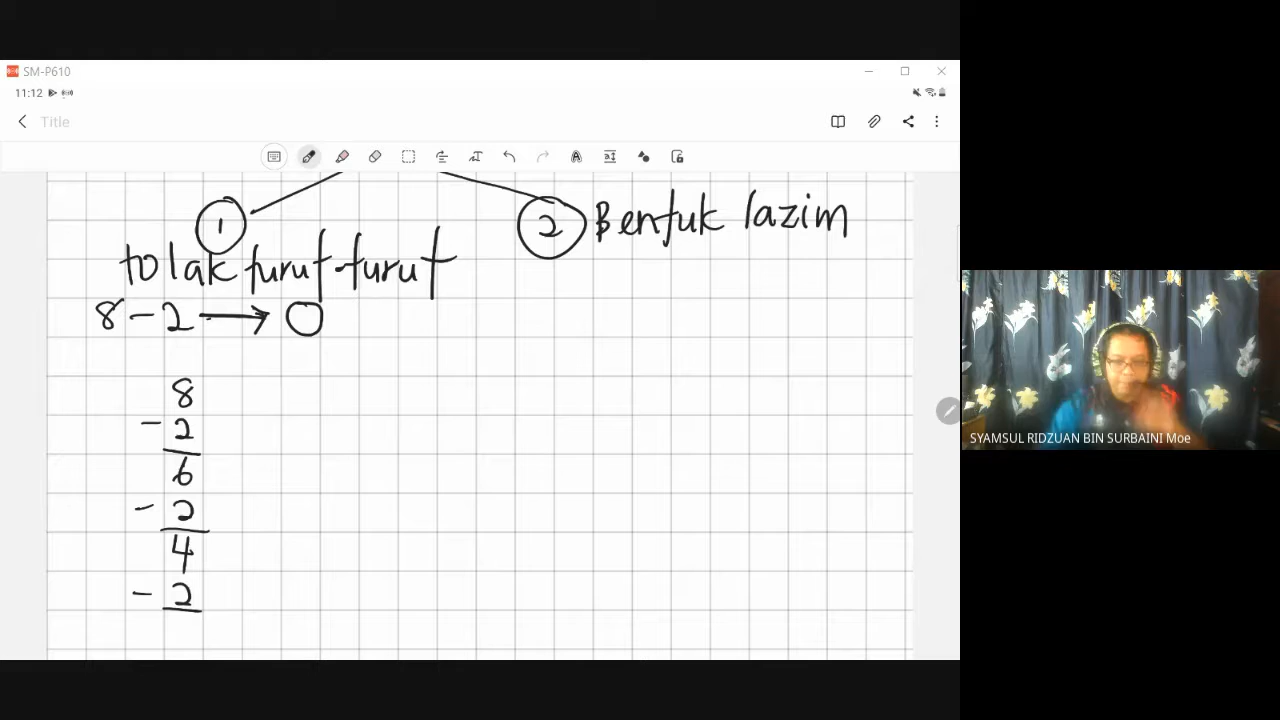 SM-P610
11:12
Title
1
2 Bentuk lazim
tolak turut-turut
8 - 2 → 0
8
- 2
6
- 2
4
- 2
SYAMSUL RIDZUAN BIN SURBAINI Moe